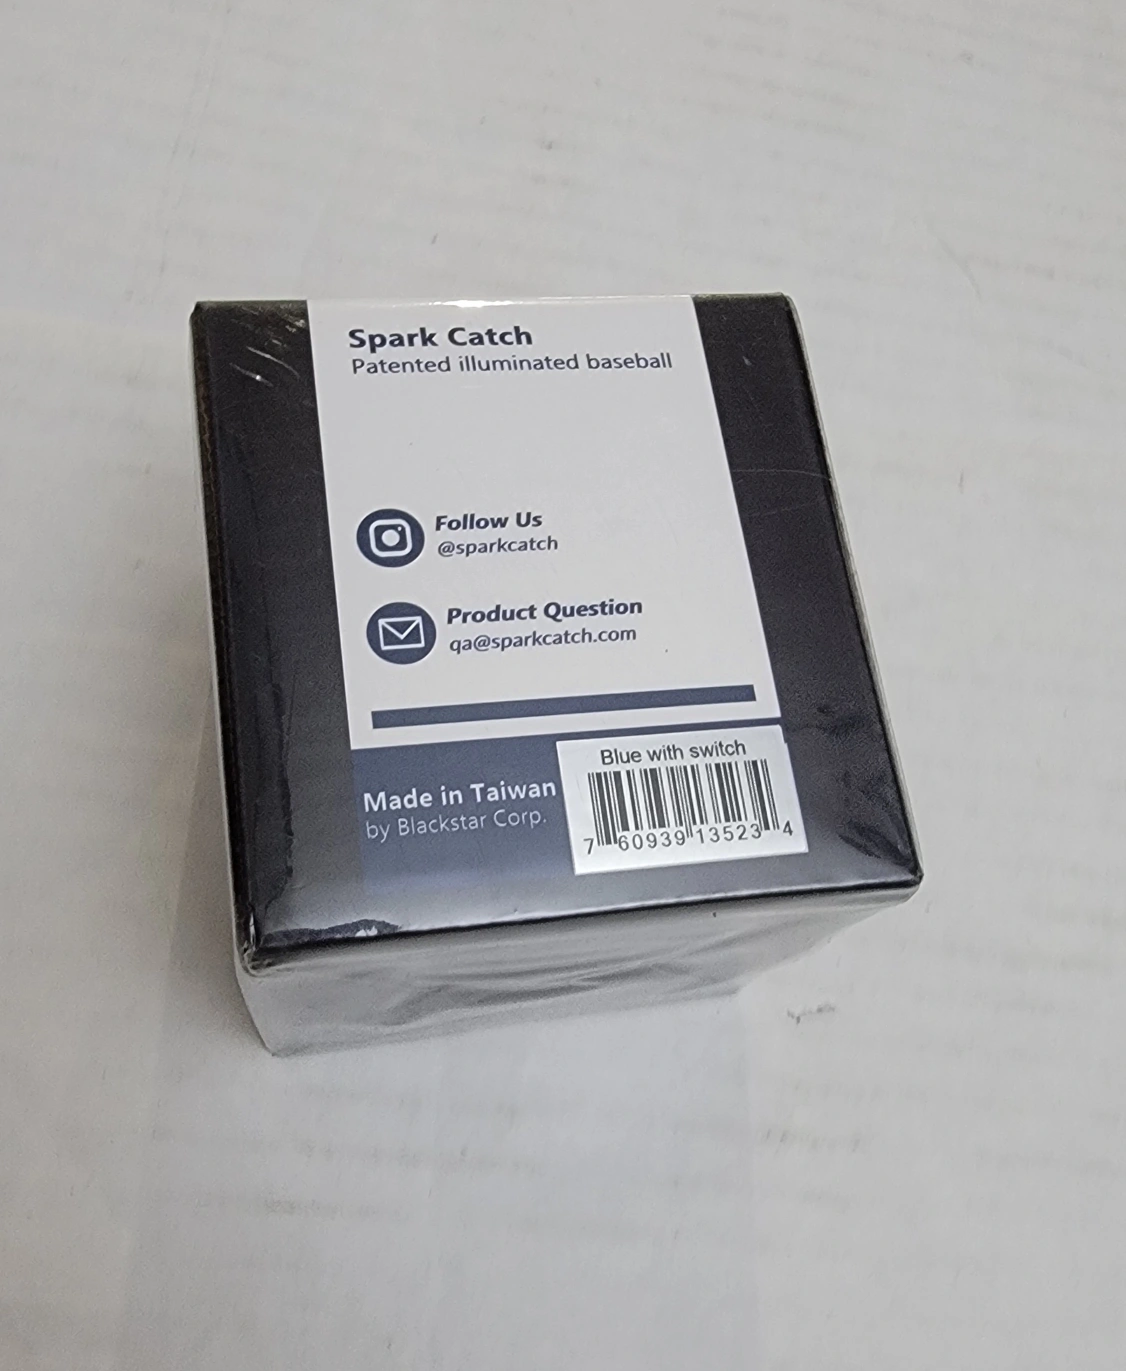 Spark Catch
Patented illuminated baseball
Follow Us
@sparkcatch
Product Question
qa@sparkcatch.com
Made in Taiwan
by Blackstar Corp.
Blue with switch
7 60939 13523 4